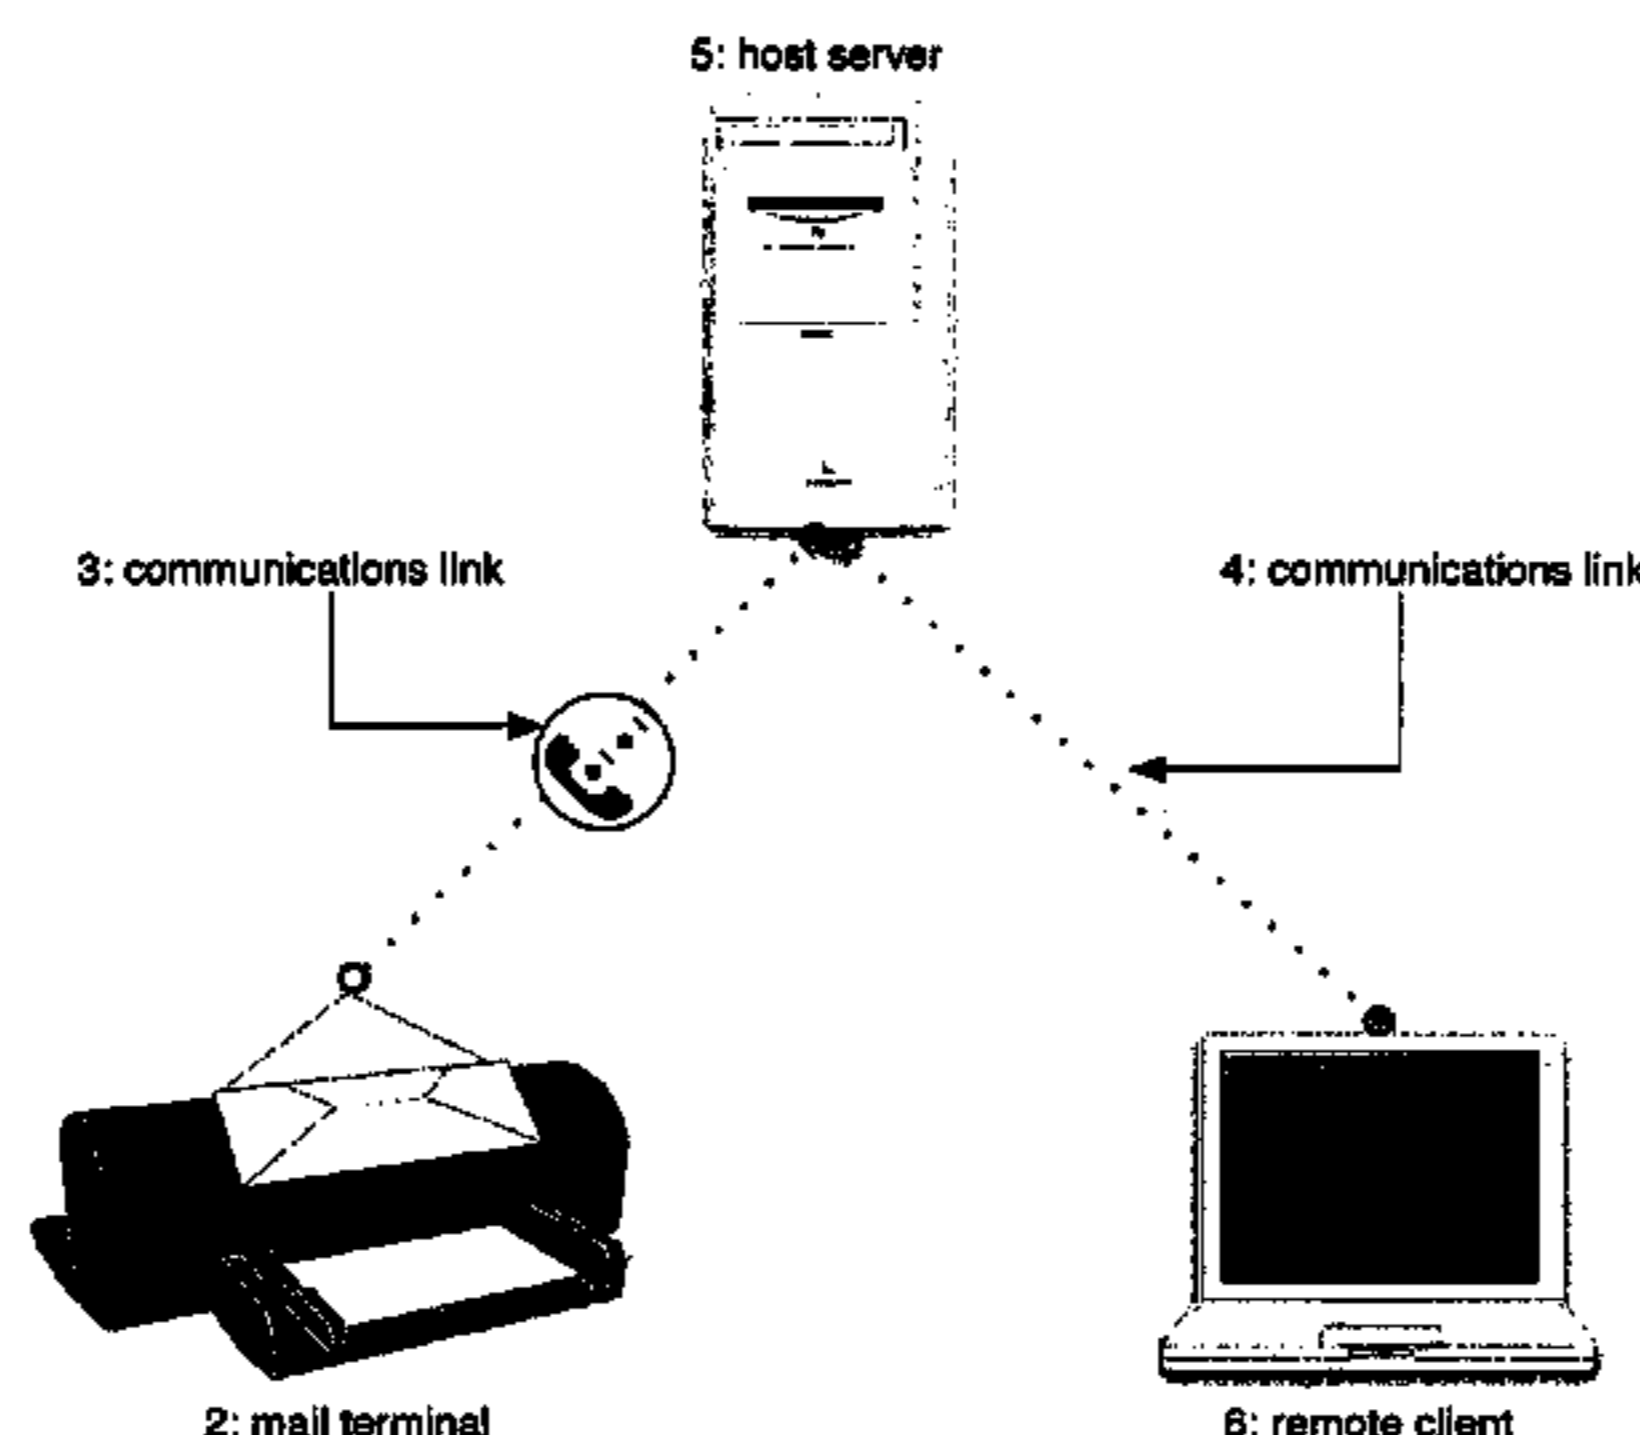 5: host server
3: communications link
4: communications link
2: mail terminal
6: remote client